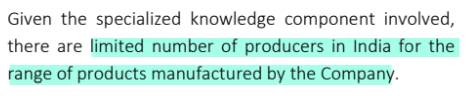 Given the specialized knowledge component involved,
there are limited number of producers in India for the
range of products manufactured by the Company.